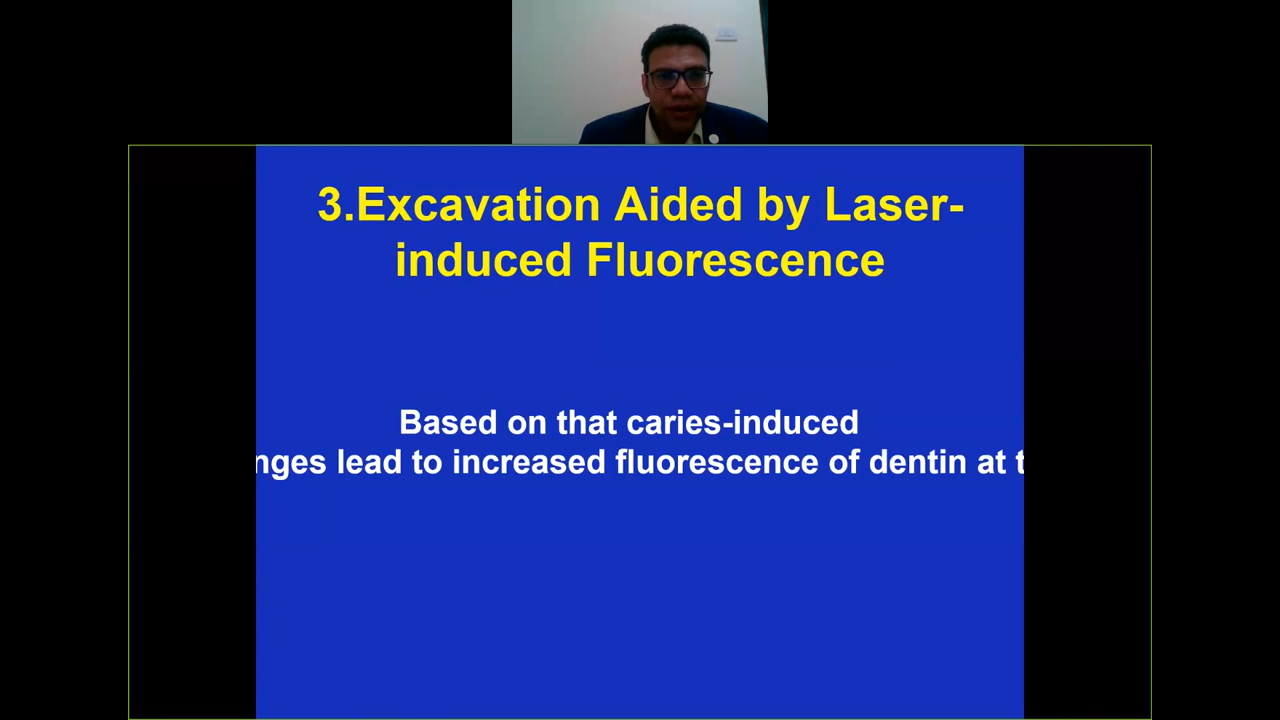 3.Excavation Aided by Laser-
induced Fluorescence
Based on that caries-induced
nges lead to increased fluorescence of dentin at t